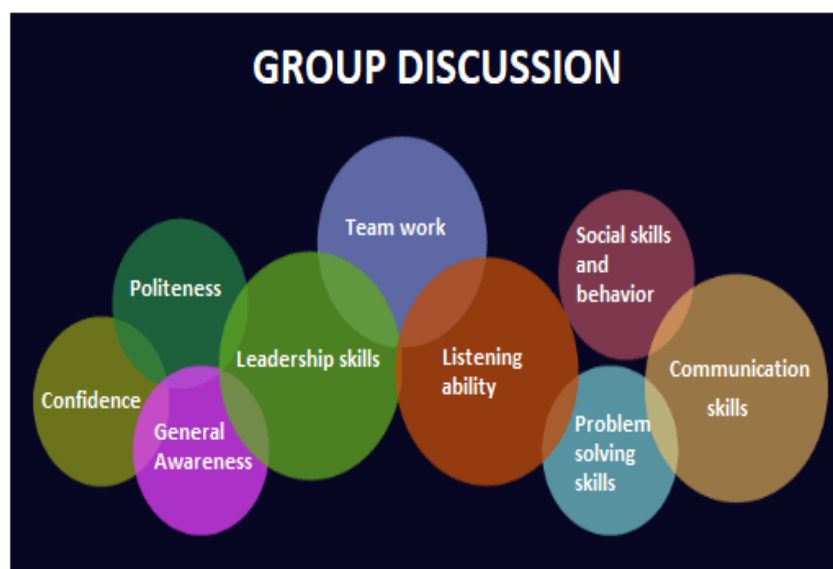 GROUP DISCUSSION
Team work
Social skills
and
behavior
Politeness
Leadership skills
Listening
ability
Communication
skills
Confidence
General
Awareness
Problem
solving
skills